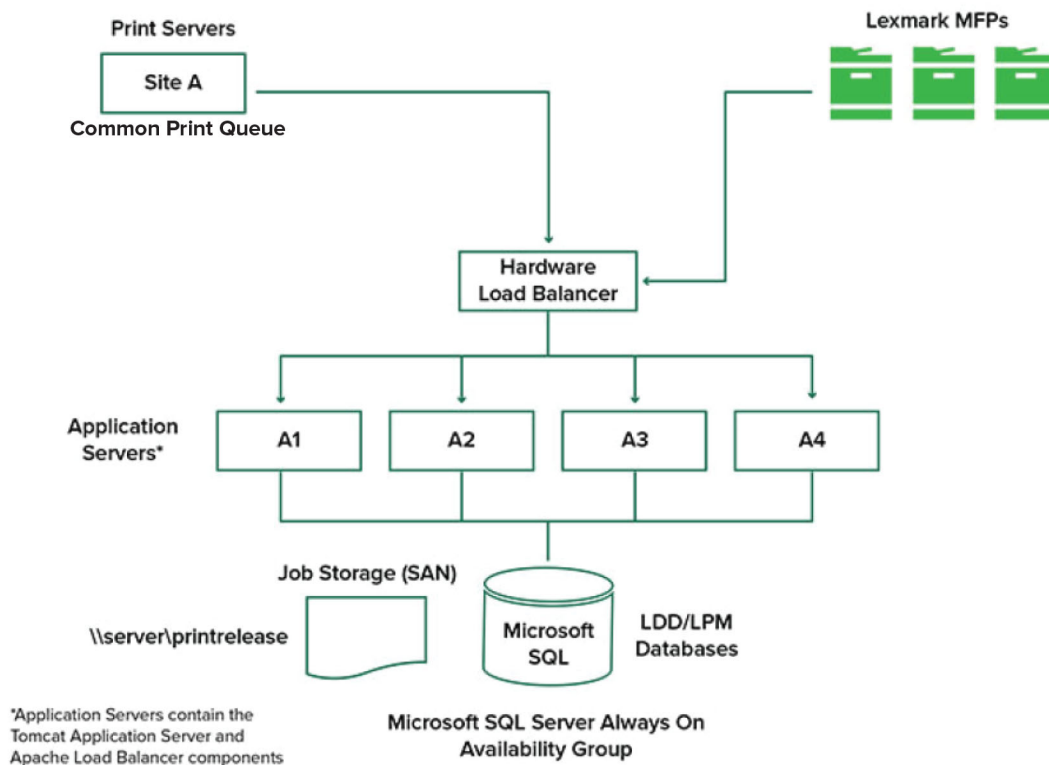 Print Servers
Site A
Common Print Queue
Lexmark MFPs
Hardware
Load Balancer
Application
Servers*
A1
A2
A3
A4
Job Storage (SAN)
\\server\printrelease
Microsoft
SQL
LDD/LPM
Databases
*Application Servers contain the
Tomcat Application Server and
Apache Load Balancer components
Microsoft SQL Server Always On
Availability Group